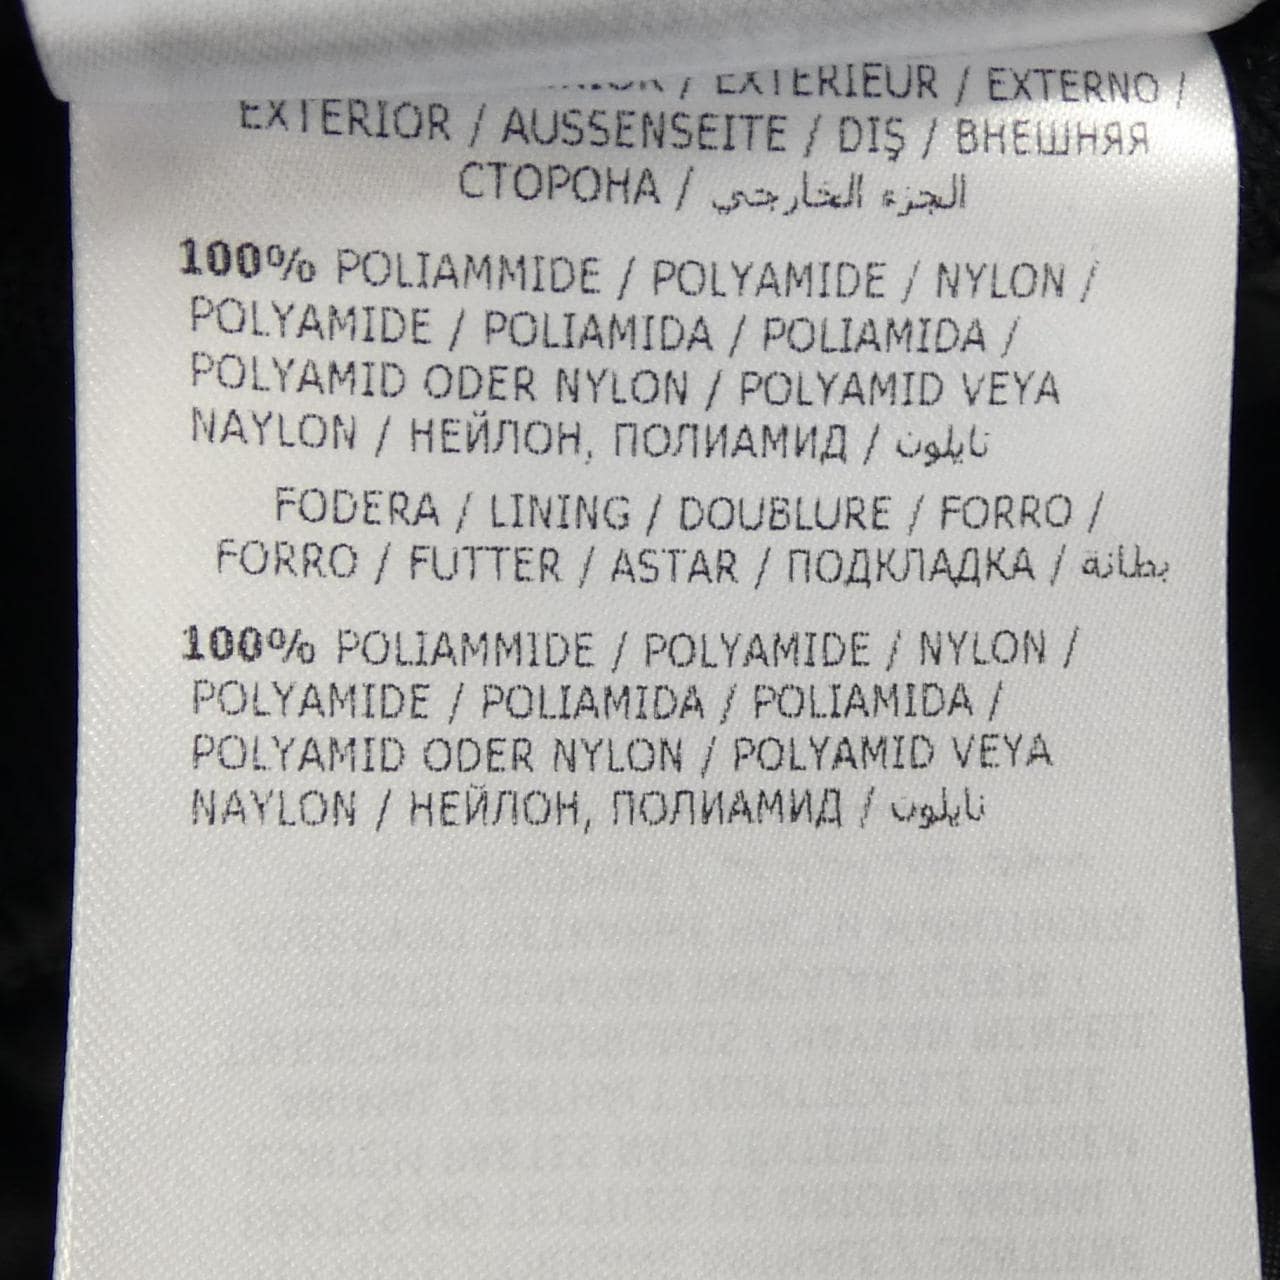 / EXTERIEUR / EXTERNO /
EXTERIOR / AUSSENSEITE / DIŞ / ВНЕШНЯЯ
СТОРОНА / الجزء الخارجي
100% POLIAMMIDE / POLYAMIDE / NYLON /
POLYAMIDE / POLIAMIDA / POLIAMIDA /
POLYAMID ODER NYLON / POLYAMID VEYA
NAYLON / НЕЙЛОН, ПОЛИАМИД / نايلون
FODERA / LINING / DOUBLURE / FORRO /
FORRO / FUTTER / ASTAR / ПОДКЛАДКА / بطانة
100% POLIAMMIDE / POLYAMIDE / NYLON /
POLYAMIDE / POLIAMIDA / POLIAMIDA /
POLYAMID ODER NYLON / POLYAMID VEYA
NAYLON / НЕЙЛОН, ПОЛИАМИД / نايلون